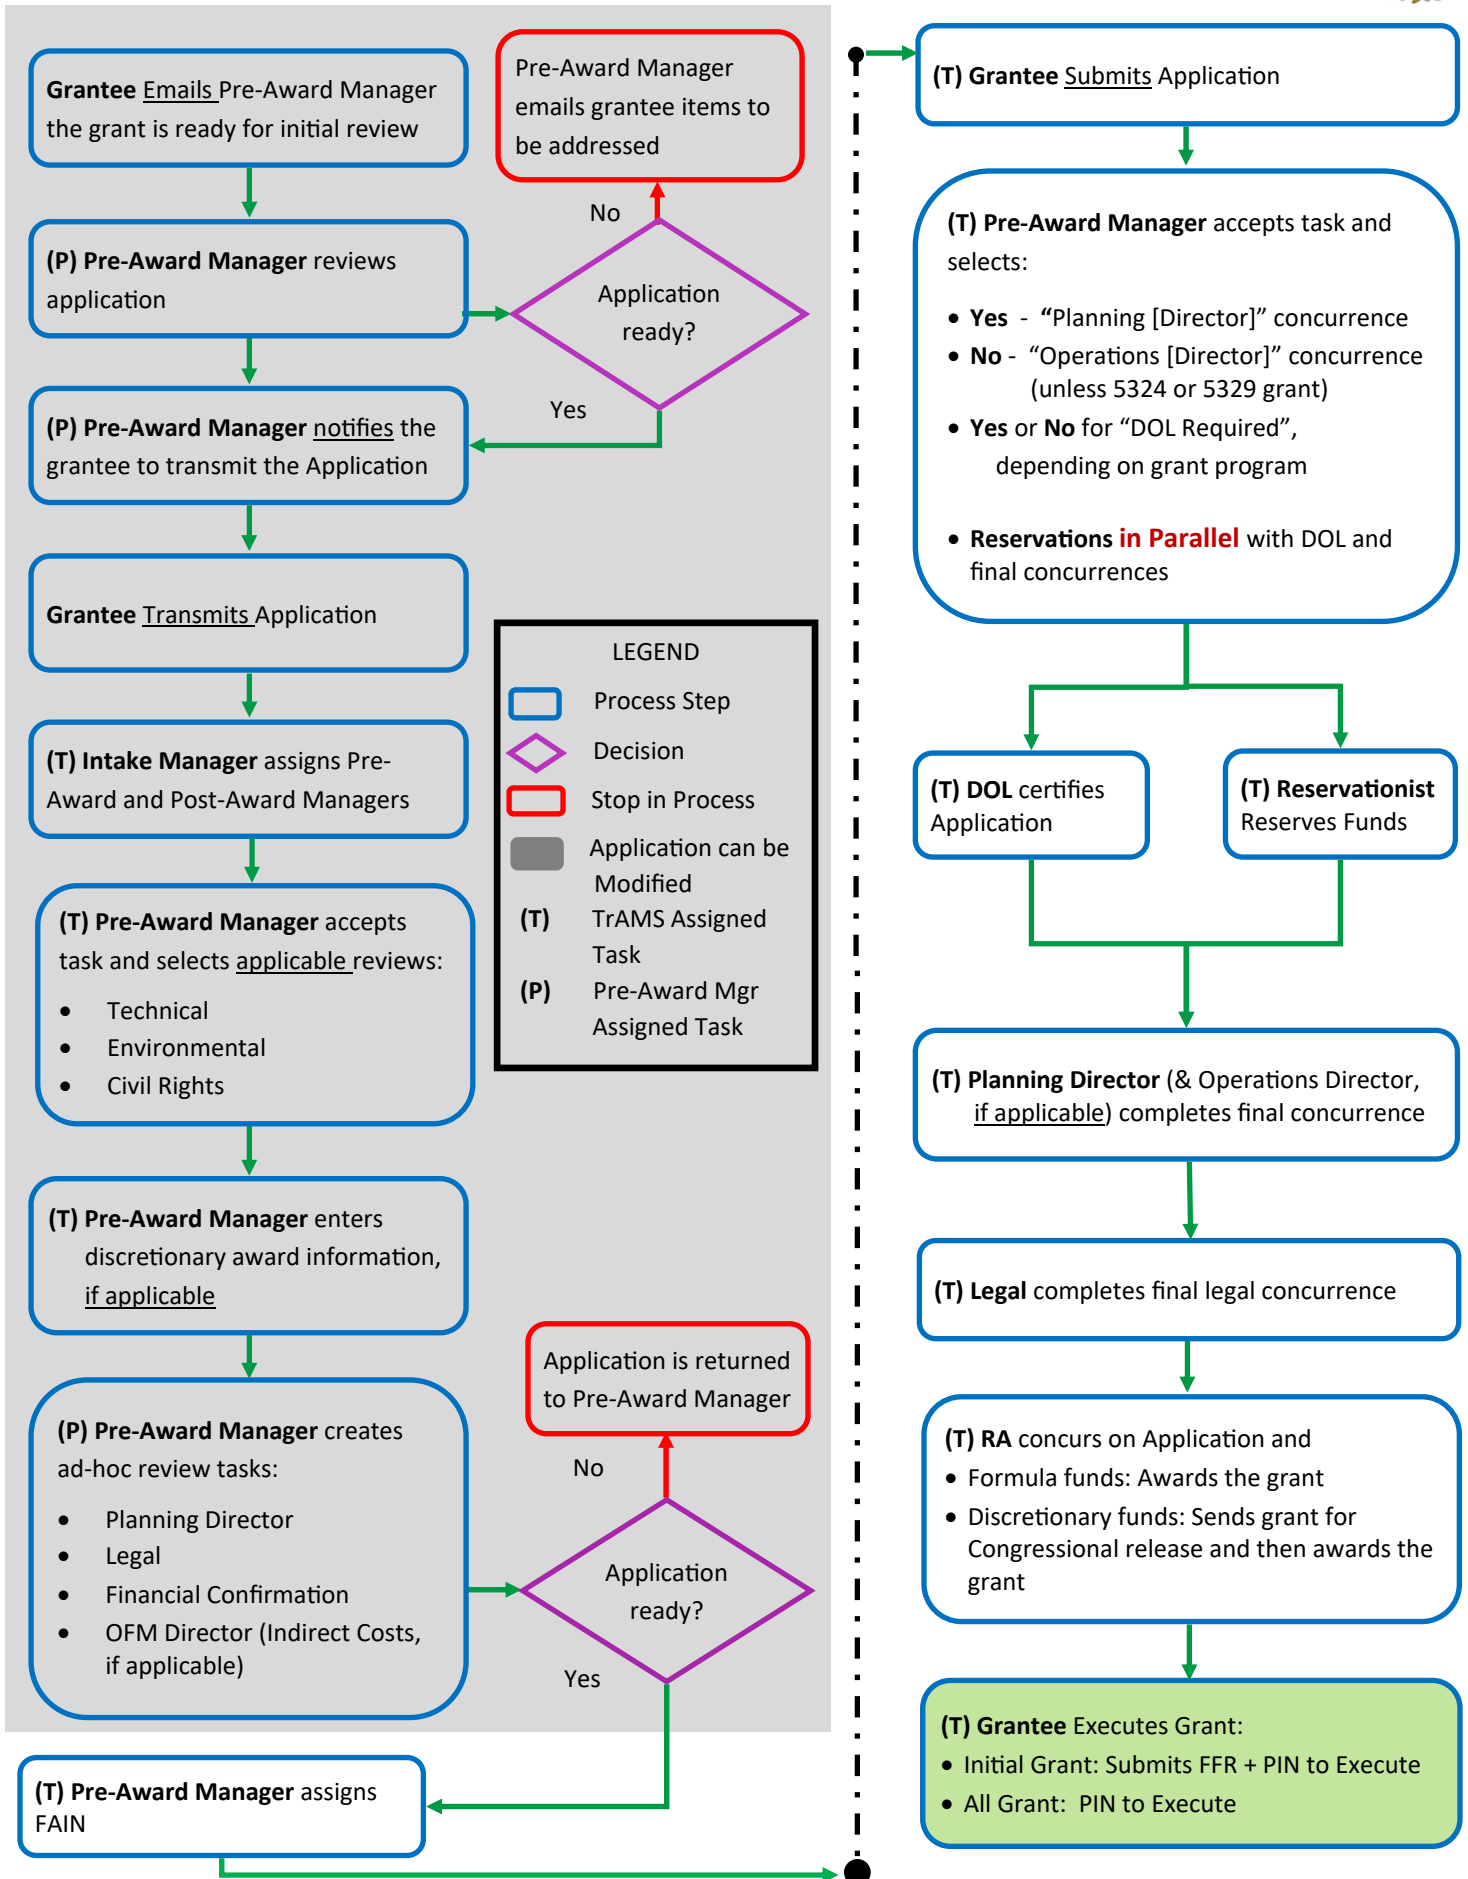 Grantee Emails Pre-Award Manager
the grant is ready for initial review
Pre-Award Manager
emails grantee items to
be addressed
No
(P) Pre-Award Manager reviews
application
Application
ready?
Yes
(P) Pre-Award Manager notifies the
grantee to transmit the Application
Grantee Transmits Application
(T) Intake Manager assigns Pre-
Award and Post-Award Managers
(T) Pre-Award Manager accepts
task and selects applicable reviews:
• Technical
• Environmental
• Civil Rights
LEGEND
Process Step
Decision
Stop in Process
Application can be
Modified
(T) TrAMS Assigned
Task
(P) Pre-Award Mgr
Assigned Task
(T) Pre-Award Manager enters
discretionary award information,
if applicable
(P) Pre-Award Manager creates
ad-hoc review tasks:
• Planning Director
• Legal
• Financial Confirmation
• OFM Director (Indirect Costs,
if applicable)
Application is returned
to Pre-Award Manager
No
Application
ready?
Yes
(T) Pre-Award Manager assigns
FAIN
(T) Grantee Submits Application
(T) Pre-Award Manager accepts task and
selects:
• Yes - “Planning [Director]” concurrence
• No - “Operations [Director]” concurrence
(unless 5324 or 5329 grant)
• Yes or No for “DOL Required”,
depending on grant program
• Reservations in Parallel with DOL and
final concurrences
(T) DOL certifies
Application
(T) Reservationist
Reserves Funds
(T) Planning Director (& Operations Director,
if applicable) completes final concurrence
(T) Legal completes final legal concurrence
(T) RA concurs on Application and
• Formula funds: Awards the grant
• Discretionary funds: Sends grant for
Congressional release and then awards the
grant
(T) Grantee Executes Grant:
• Initial Grant: Submits FFR + PIN to Execute
• All Grant: PIN to Execute